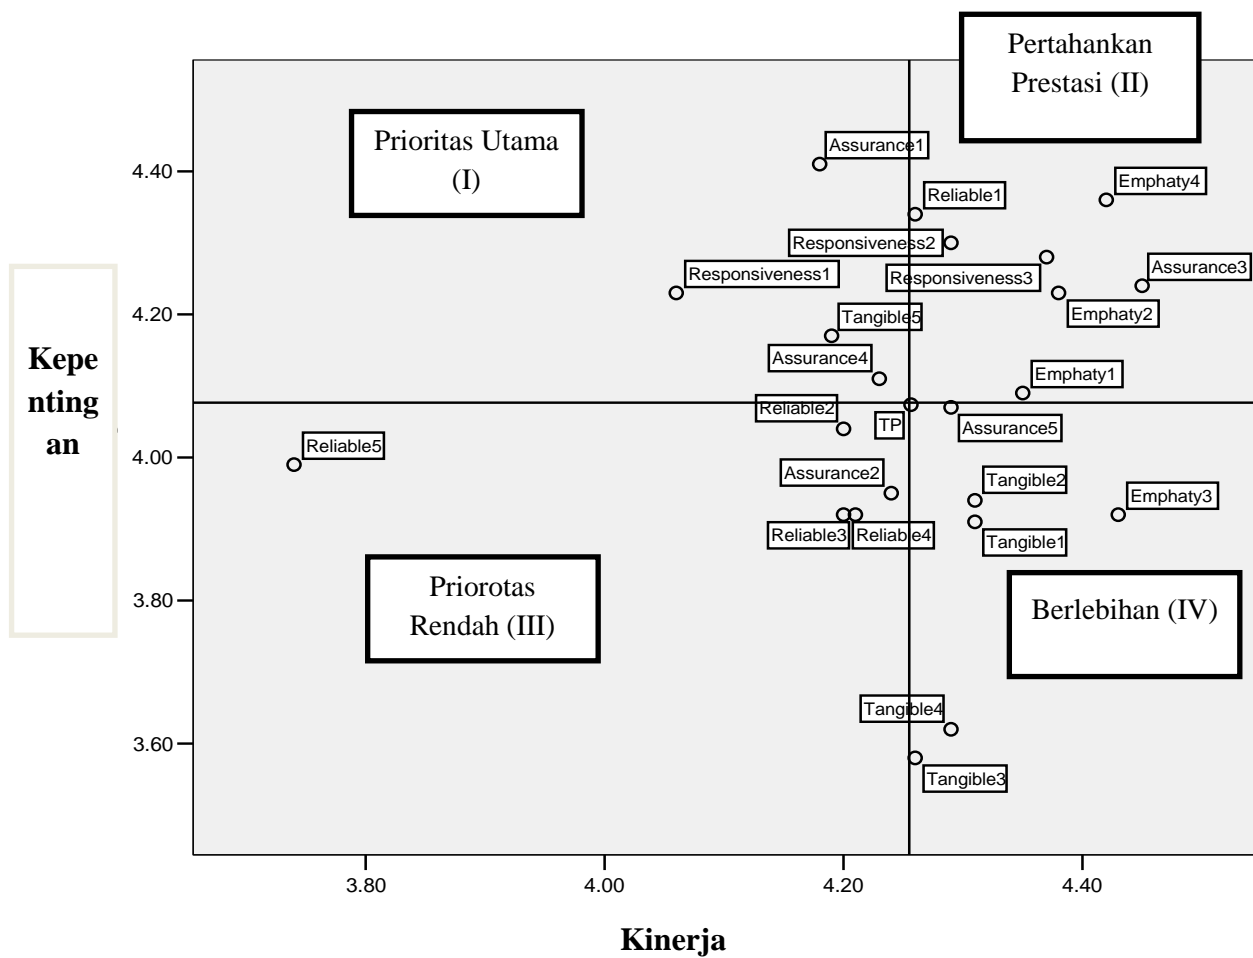 Pertahankan
Prestasi (II)
Prioritas Utama
(I)
Assurance1
4.40
Emphaty4
Reliable1
Responsiveness2
Assurance3
Responsiveness1
Responsiveness3
4.20
Tangible5
Emphaty2
Kepe
nting
an
Assurance4
Emphaty1
Reliable2
TP
Assurance5
Reliable5
4.00
Assurance2
Tangible2
Emphaty3
Reliable3
Reliable4
Tangible1
Priorotas
Rendah (III)
3.80
Berlebihan (IV)
Tangible4
3.60
Tangible3
3.80
4.00
4.20
4.40
Kinerja